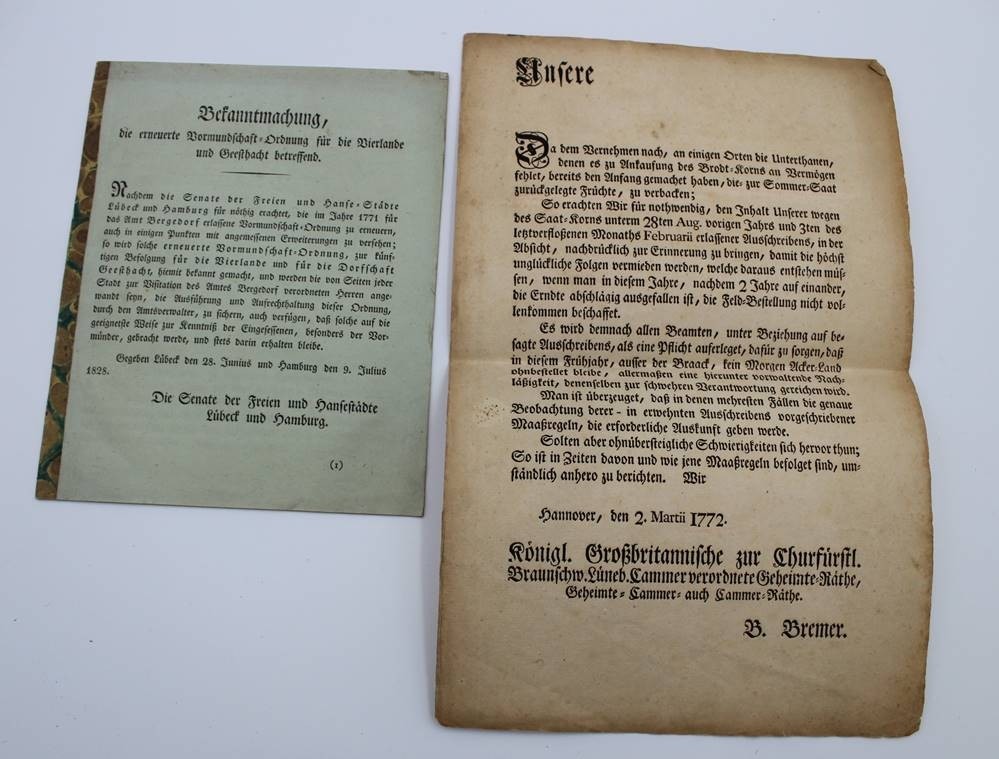 Bekanntmachung,
die erneuerte Vormundschaft-Ordnung für die Vierlande
und Geesthacht betreffend.
Nachdem die Senate der Freien und Hanse-Städte
Lübeck und Hamburg für nöthig erachtet, die im Jahre 1771 für
das Amt Bergedorf erlassene Vormundschaft-Ordnung zu erneuern,
auch in einigen Punkten mit angemessenen Erweiterungen zu versehen;
so wird solche erneuerte Vormundschaft-Ordnung, zur künf-
tigen Befolgung für die Vierlande und für die Dorfschaft
Geesthacht, hiemit bekannt gemacht, und werden die von Seiten jeder
Stadt zur Visitation des Amtes Bergedorf verordneten Herren ange-
wandt seyn, die Ausführung und Aufrechthaltung dieser Ordnung,
durch den Amtsverwalter, zu sichern, auch verfügen, daß solche auf die
geeignetste Weise zur Kenntniß der Eingesessenen, besonders der Vor-
münder, gebracht werde, und stets darin erhalten bleibe.
Gegeben Lübeck den 28. Junius und Hamburg den 9. Julius
1828.
Die Senate der Freien und Hansestädte
Lübeck und Hamburg.
(1)
Unsere
Da dem Vernehmen nach, an einigen Orten die Unterthanen,
denen es zu Ankaufung des Brodt-Korns an Vermögen
fehlet, bereits den Anfang gemachet haben, die zur Sommer-Saat
zurückgelegte Früchte, zu verbacken;
So erachten Wir für nothwendig, den Inhalt Unserer wegen
des Saat-Korns unterm 28ten Aug. vorigen Jahrs und 3ten des
letztverfloßenen Monaths Februarii erlassener Ausschreibens, in der
Absicht, nachdrücklich zur Erinnerung zu bringen, damit die höchst
unglückliche Folgen vermieden werden, welche daraus entstehen müs-
sen, wenn man in diesem Jahre, nachdem 2 Jahre auf einander,
die Erndte abschlägig ausgefallen ist, die Feld-Bestellung nicht vol-
lenkommen beschaffet.
Es wird demnach allen Beamten, unter Beziehung auf be-
sagte Ausschreibens, als eine Pflicht auferleget, dafür zu sorgen, daß
in diesem Frühjahr, ausser der Braack, kein Morgen Acker-Land
ohnbestellet bleibe, allermaßen eine hierunter vorwaltende Nach-
läßigkeit, denenselben zur schwehren Verantwortung gereichen wird.
Man ist überzeuget, daß in denen mehresten Fällen die genaue
Beobachtung derer-in erwehnten Ausschreibens vorgeschriebener
Maaßregeln, die erforderliche Auskunft geben werde.
Solten aber ohnübersteigliche Schwierigkeiten sich hervor thun;
So ist in Zeiten davon und wie jene Maaßregeln befolget sind, um-
ständlich anhero zu berichten. Wir
Hannover, den 2. Martii 1772.
Königl. Großbritannische zur Churfürstl.
Braunschw. Lüneb. Cammer verordnete Geheimte-Räthe,
Geheimte-Cammer-auch Cammer-Räthe.
B. Bremer.